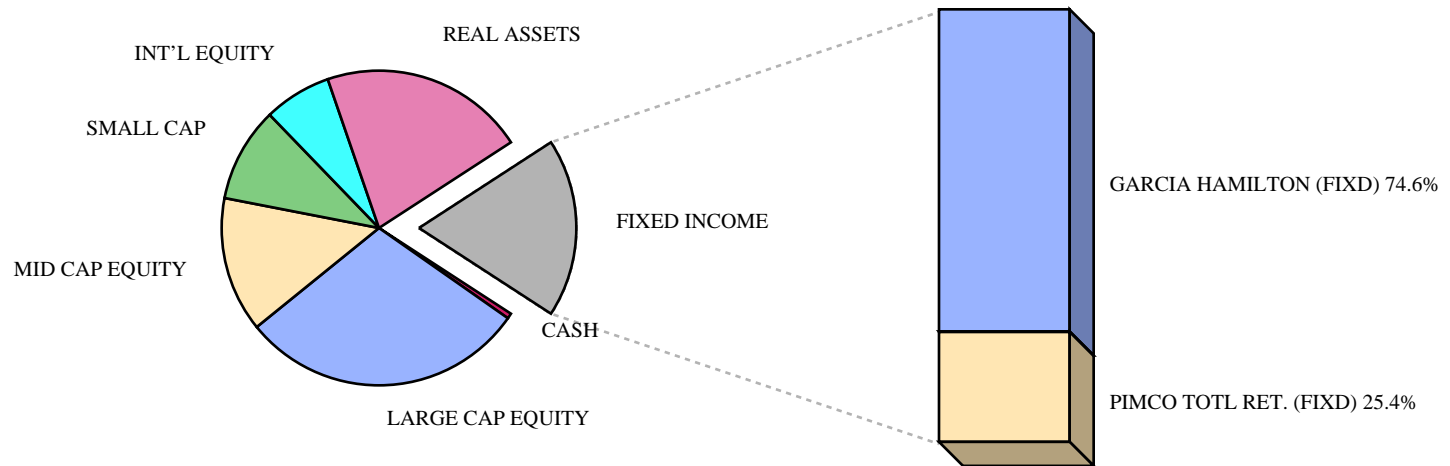 REAL ASSETS
INT'L EQUITY
SMALL CAP
GARCIA HAMILTON (FIXD) 74.6%
FIXED INCOME
MID CAP EQUITY
CASH
PIMCO TOTL RET. (FIXD) 25.4%
LARGE CAP EQUITY